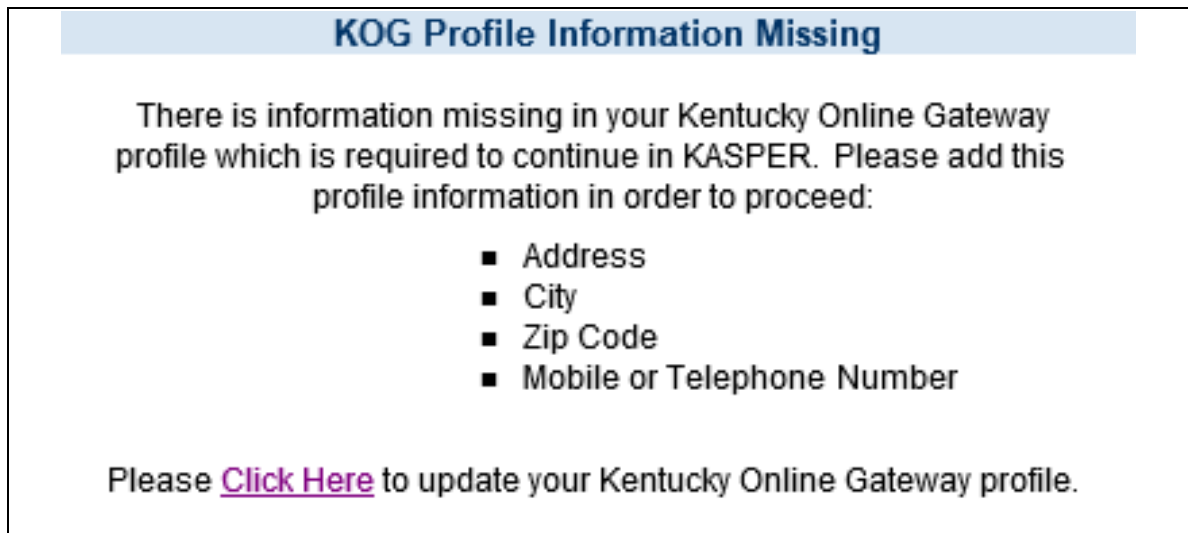 KOG Profile Information Missing
There is information missing in your Kentucky Online Gateway
profile which is required to continue in KASPER. Please add this
profile information in order to proceed:
▪ Address
▪ City
▪ Zip Code
▪ Mobile or Telephone Number
Please Click Here to update your Kentucky Online Gateway profile.